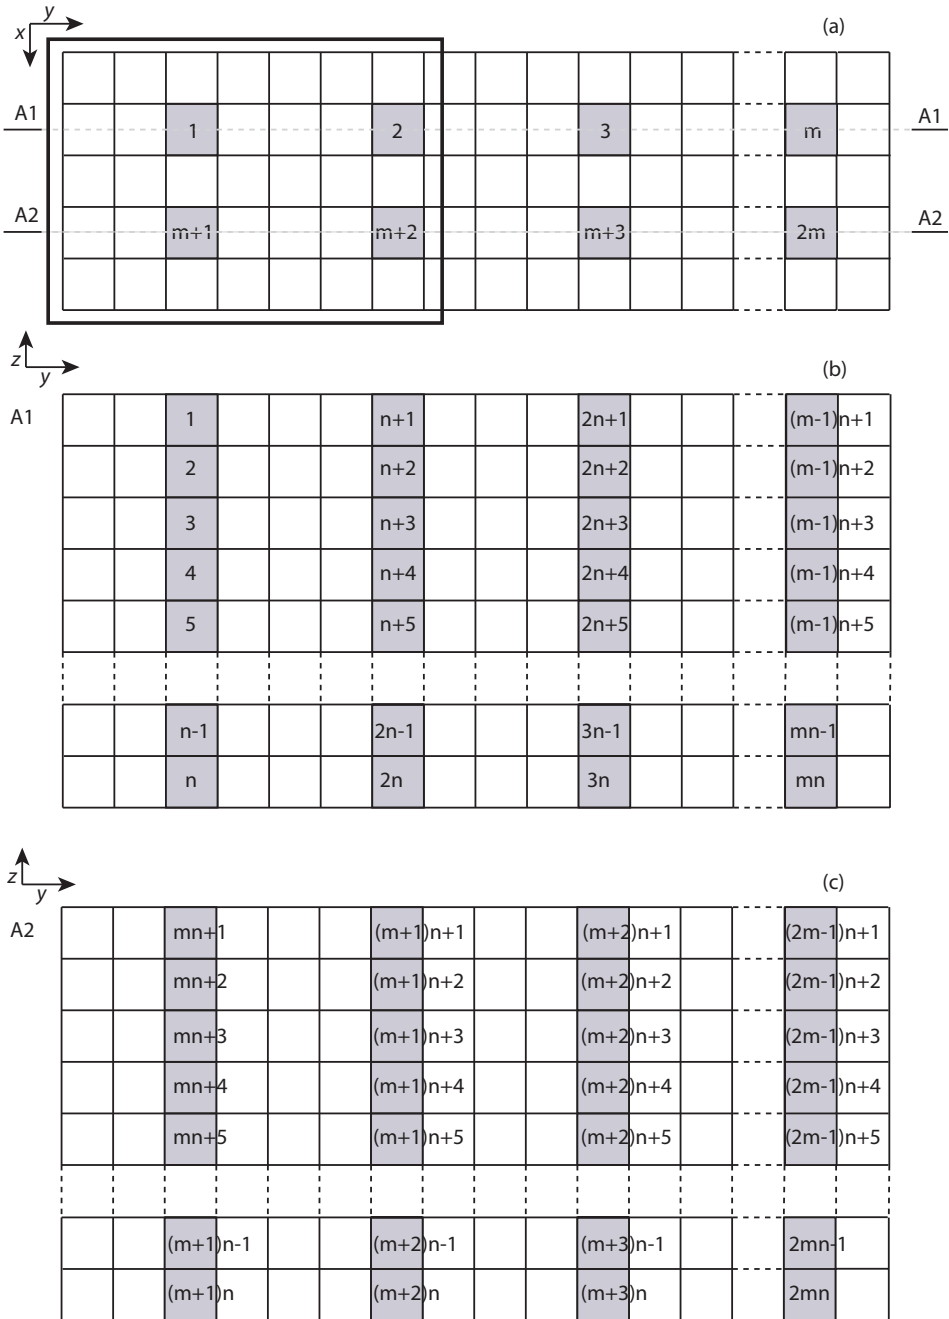 y
(a)
x
A1
1
2
3
m
A1
A2
m+1
m+2
m+3
2m
A2
z
y
(b)
A1
1
n+1
2n+1
(m-1)n+1
2
n+2
2n+2
(m-1)n+2
3
n+3
2n+3
(m-1)n+3
4
n+4
2n+4
(m-1)n+4
5
n+5
2n+5
(m-1)n+5
n-1
2n-1
3n-1
mn-1
n
2n
3n
mn
z
y
(c)
A2
mn+1
(m+1)n+1
(m+2)n+1
(2m-1)n+1
mn+2
(m+1)n+2
(m+2)n+2
(2m-1)n+2
mn+3
(m+1)n+3
(m+2)n+3
(2m-1)n+3
mn+4
(m+1)n+4
(m+2)n+4
(2m-1)n+4
mn+5
(m+1)n+5
(m+2)n+5
(2m-1)n+5
(m+1)n-1
(m+2)n-1
(m+3)n-1
2mn-1
(m+1)n
(m+2)n
(m+3)n
2mn